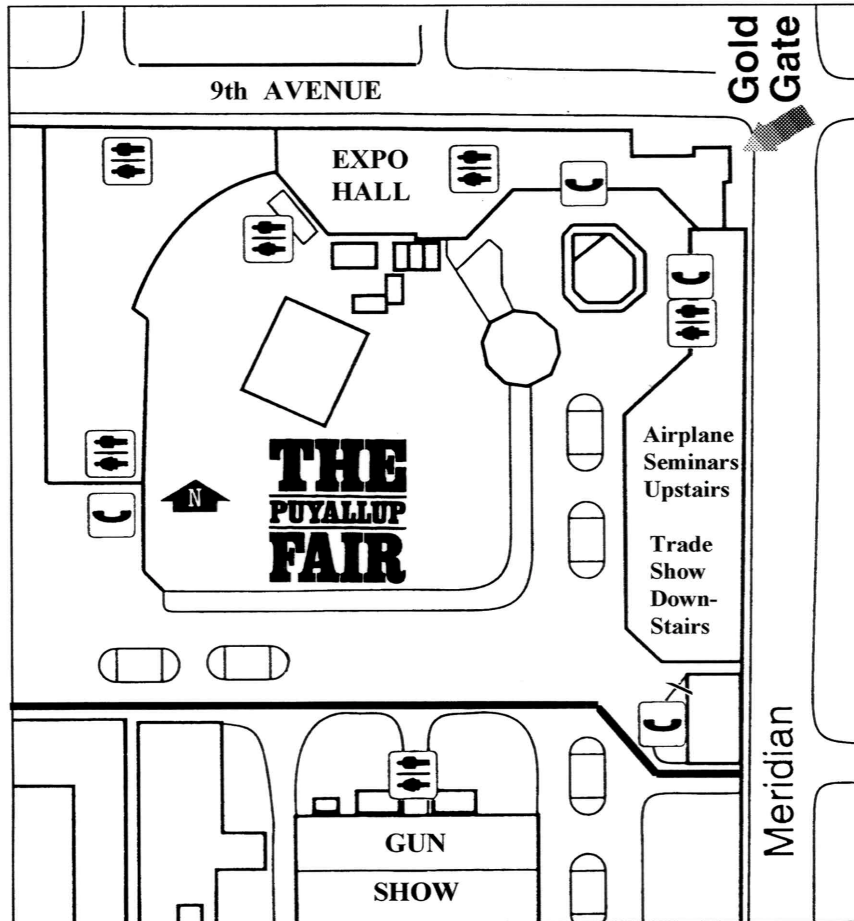 Gold
Gate
9th AVENUE
EXPO
HALL
Airplane
Seminars
Upstairs
Trade
Show
Down-
Stairs
N
THE
PUYALLUP
FAIR
Meridian
GUN
SHOW